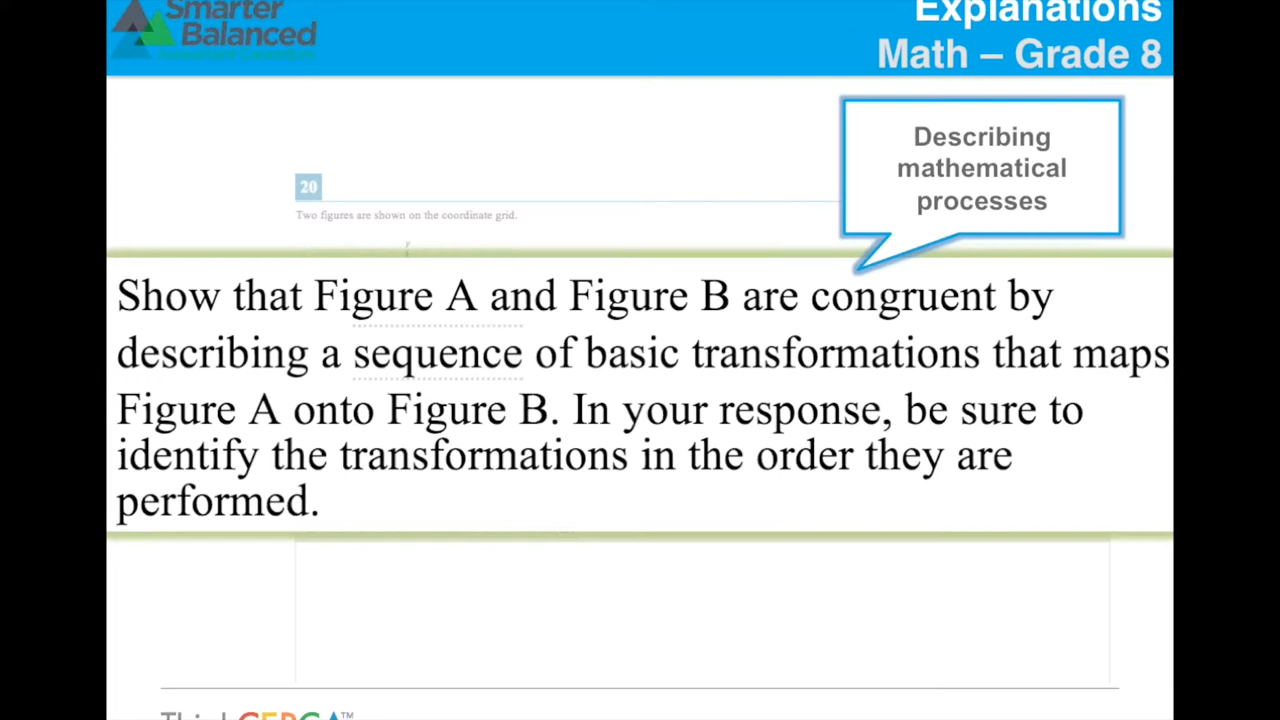 Smarter
Balanced
Explanations
Math – Grade 8
Describing
mathematical
processes
20
Two figures are shown on the coordinate grid.
y
Show that Figure A and Figure B are congruent by
describing a sequence of basic transformations that maps
Figure A onto Figure B. In your response, be sure to
identify the transformations in the order they are
performed.
ThinkCERCA™